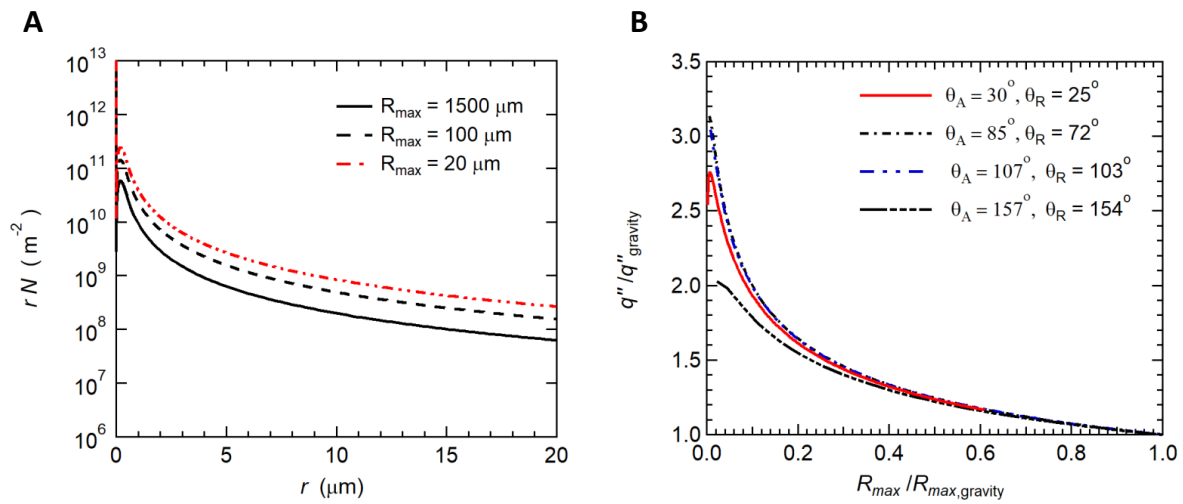 A
10^13
10^12
10^11
10^10
10^9
10^8
10^7
10^6
r N ( m^-2)
0
5
10
15
20
r (μm)
R_max = 1500 μm
R_max = 100 μm
R_max = 20 μm
B
3.5
3.0
2.5
2.0
1.5
1.0
q'' /q''_gravity
0.0
0.2
0.4
0.6
0.8
1.0
R_max /R_max,gravity
θ_A = 30°, θ_R = 25°
θ_A = 85°, θ_R = 72°
θ_A = 107°, θ_R = 103°
θ_A = 157°, θ_R = 154°